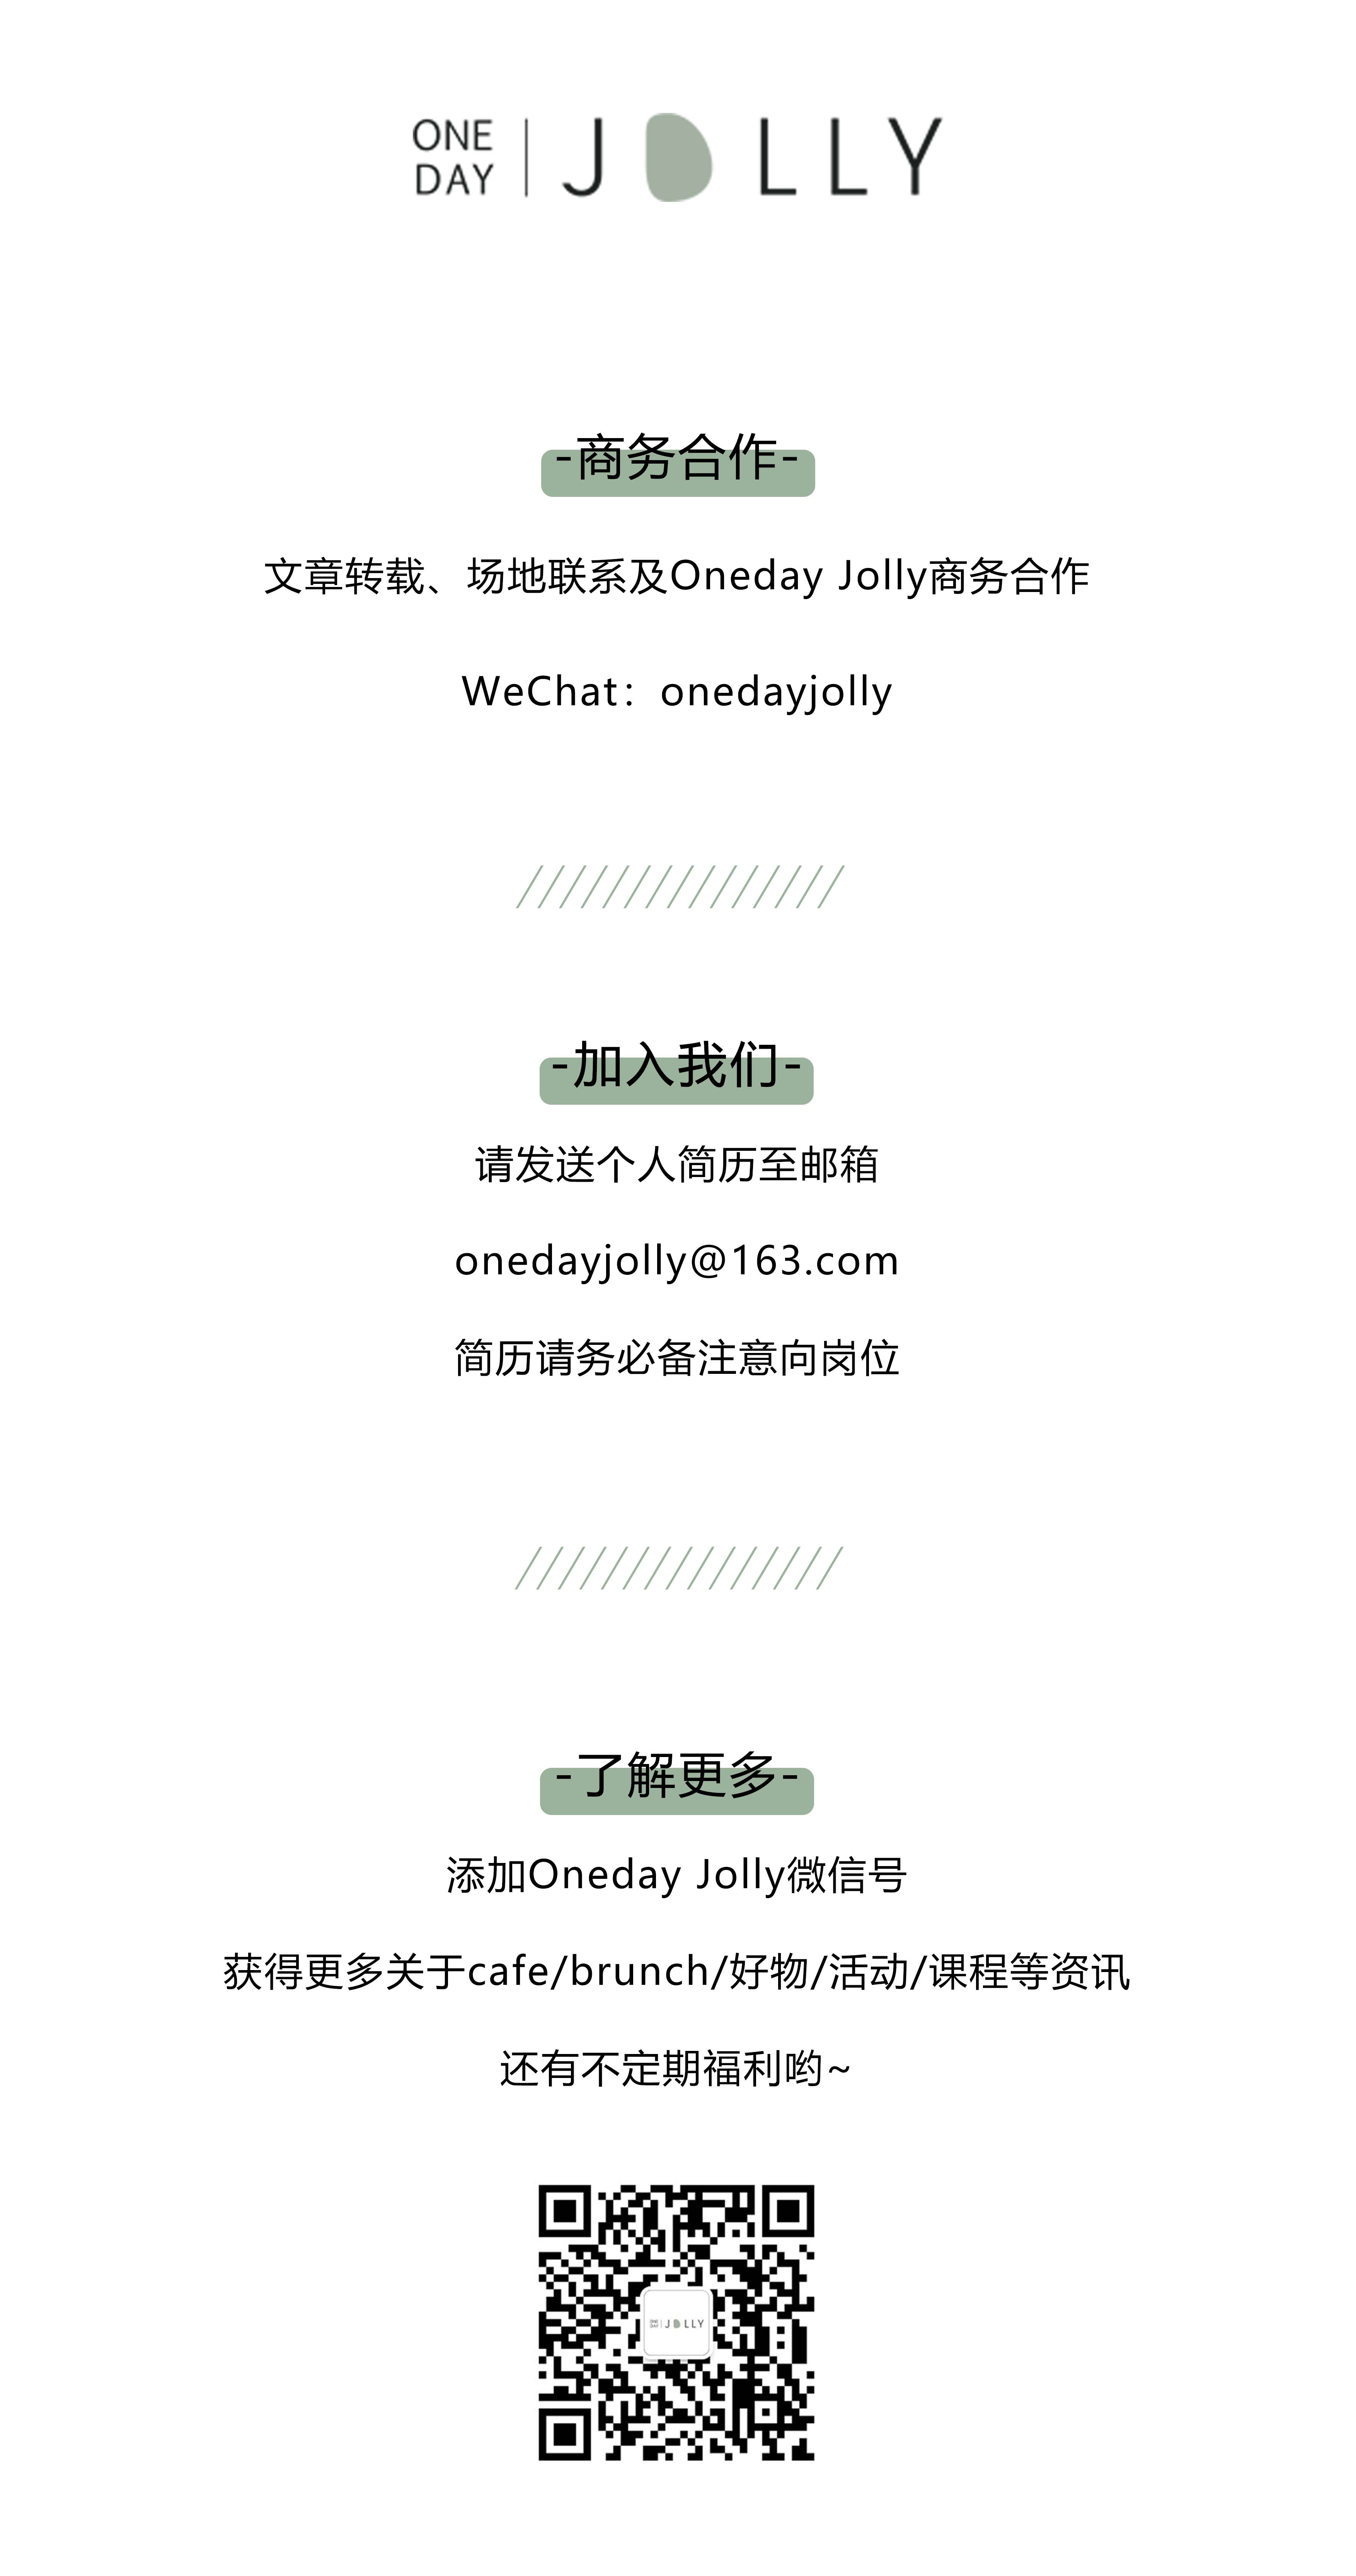 ONE
DAY
JOLLY
-商务合作-
文章转载、场地联系及Oneday Jolly商务合作
WeChat：onedayjolly
-加入我们-
请发送个人简历至邮箱
onedayjolly@163.com
简历请务必备注意向岗位
-了解更多-
添加Oneday Jolly微信号
获得更多关于cafe/brunch/好物/活动/课程等资讯
还有不定期福利哟~
JOLLY